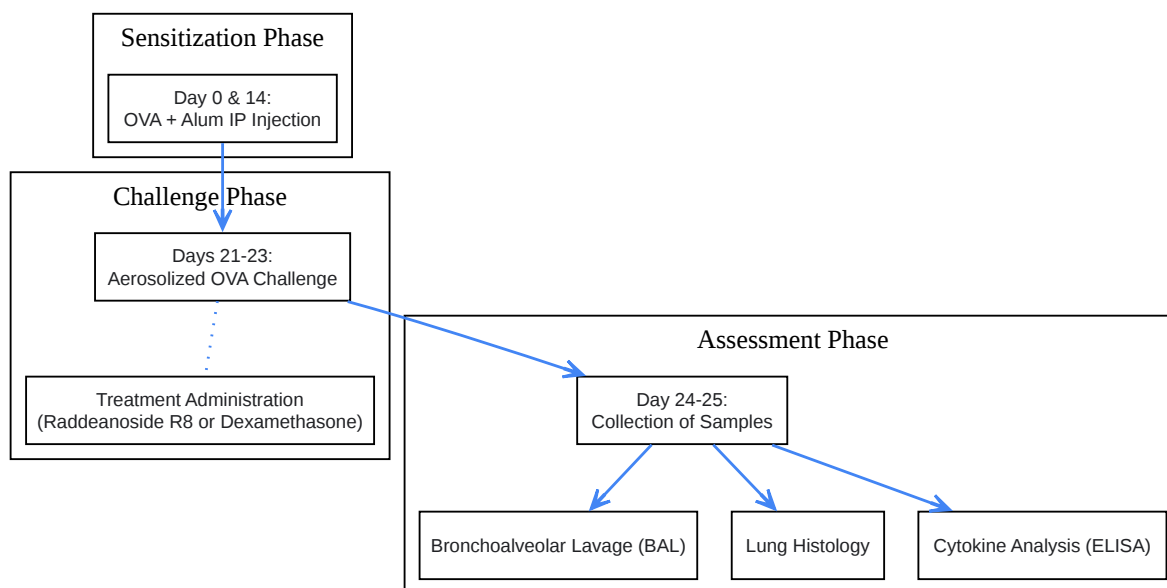 Sensitization Phase
Day 0 & 14:
OVA + Alum IP Injection
Challenge Phase
Days 21-23:
Aerosolized OVA Challenge
Treatment Administration
(Raddeanoside R8 or Dexamethasone)
Assessment Phase
Day 24-25:
Collection of Samples
Bronchoalveolar Lavage (BAL)
Lung Histology
Cytokine Analysis (ELISA)